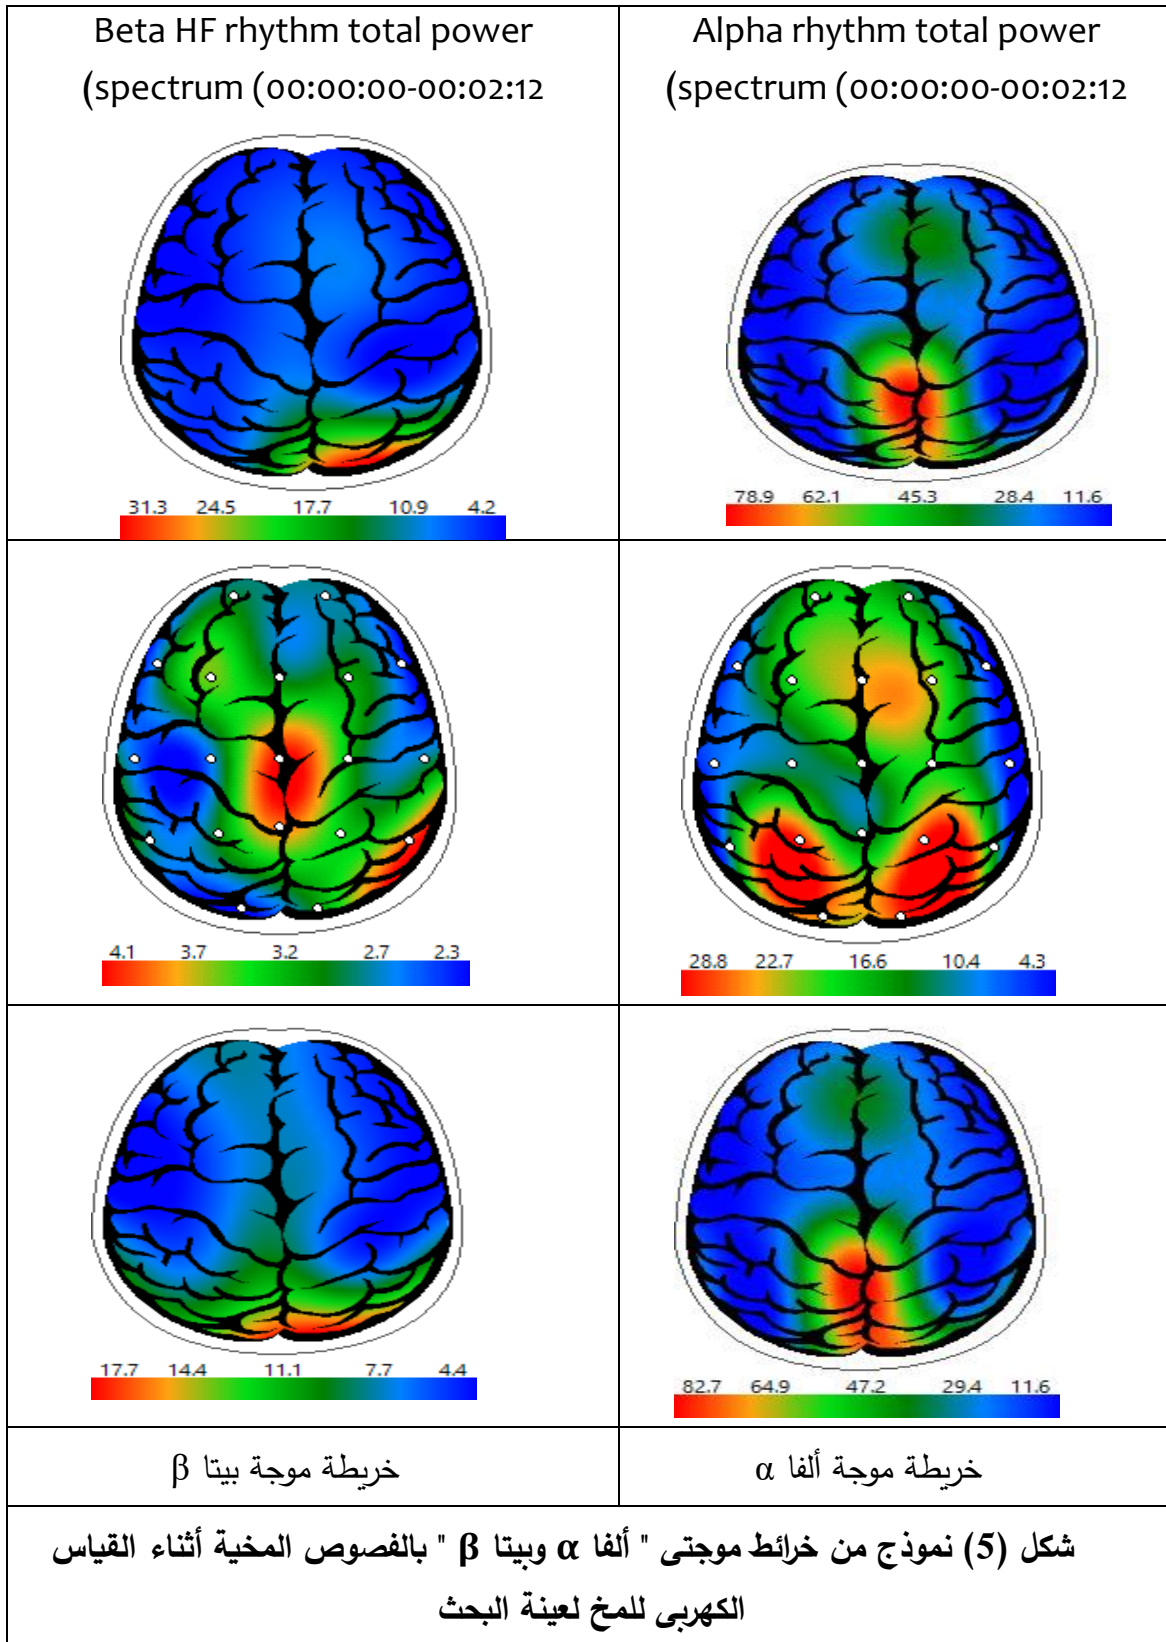 Beta HF rhythm total power
(spectrum (00:00:00-00:02:12
Alpha rhythm total power
(spectrum (00:00:00-00:02:12
31.3 24.5 17.7 10.9 4.2
78.9 62.1 45.3 28.4 11.6
4.1 3.7 3.2 2.7 2.3
28.8 22.7 16.6 10.4 4.3
17.7 14.4 11.1 7.7 4.4
82.7 64.9 47.2 29.4 11.6
خريطة موجة بيتا β
خريطة موجة ألفا α
شكل (5) نموذج من خرائط موجتى " ألفا α وبيتا β " بالفصوص المخية أثناء القياس
الكهربى للمخ لعينة البحث